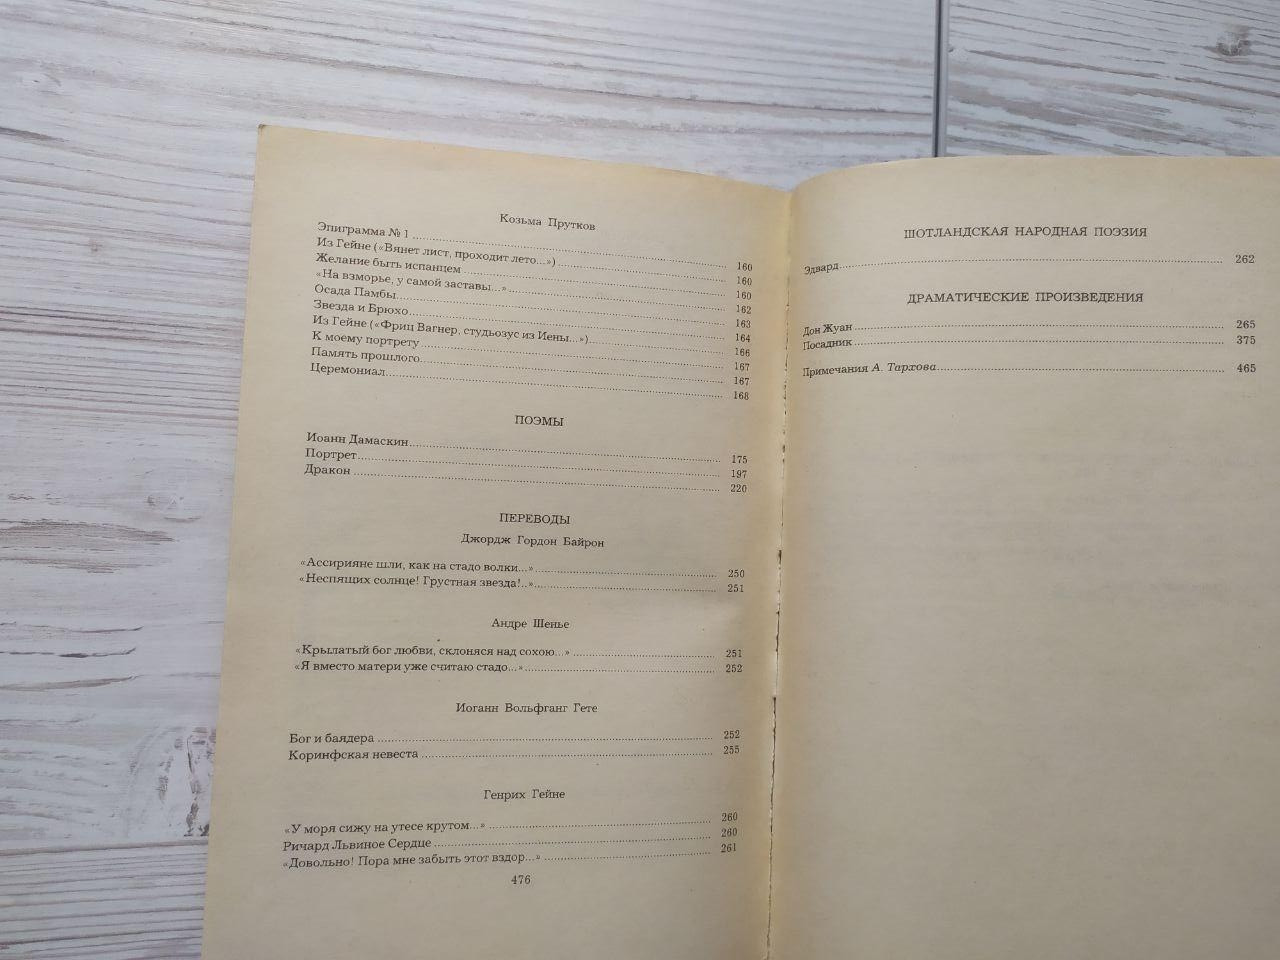 Козьма Прутков
Эпиграмма № 1 ... 160
Из Гейне («Вянет лист, проходит лето...») ... 160
Желание быть испанцем ... 160
«На взморье, у самой заставы...» ... 162
Осада Памбы ... 163
Звезда и Брюхо ... 164
Из Гейне («Фриц Вагнер, студьозус из Иены...») ... 166
К моему портрету ... 167
Память прошлого ... 167
Церемониал ... 168
ПОЭМЫ
Иоанн Дамаскин ... 175
Портрет ... 197
Дракон ... 220
ПЕРЕВОДЫ
Джордж Гордон Байрон
«Ассирияне шли, как на стадо волки...» ... 250
«Неспящих солнце! Грустная звезда!..» ... 251
Андре Шенье
«Крылатый бог любви, склоняся над сохою...» ... 251
«Я вместо матери уже считаю стадо...» ... 252
Иоганн Вольфганг Гете
Бог и баядера ... 252
Коринфская невеста ... 255
Генрих Гейне
«У моря сижу на утесе крутом...» ... 260
Ричард Львиное Сердце ... 260
«Довольно! Пора мне забыть этот вздор...» ... 261
476
ШОТЛАНДСКАЯ НАРОДНАЯ ПОЭЗИЯ
Эдвард ... 262
ДРАМАТИЧЕСКИЕ ПРОИЗВЕДЕНИЯ
Дон Жуан ... 265
Посадник ... 375
Примечания А. Тархова ... 465